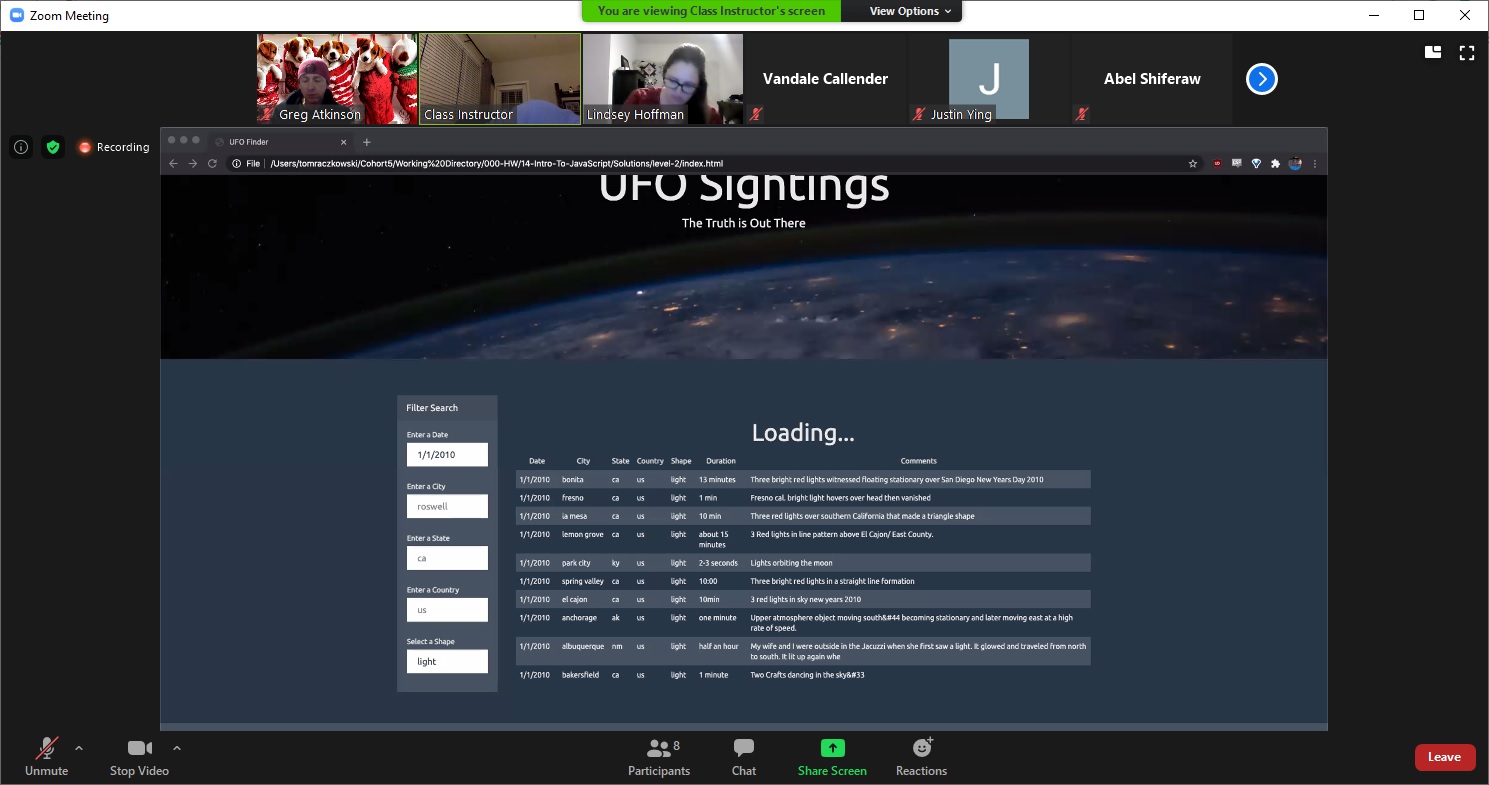 Zoom Meeting
You are viewing Class Instructor's screen
View Options
Greg Atkinson
Class Instructor
Lindsey Hoffman
Vandale Callender
J
Justin Ying
Abel Shiferaw
Recording
UFO Finder
File
/Users/tomraczkowski/Cohort5/Working%20Directory/000-HW/14-Intro-To-JavaScript/Solutions/level-2/index.html
UFO Sightings
The Truth is Out There
Filter Search
Enter a Date
1/1/2010
Enter a City
roswell
Enter a State
ca
Enter a Country
us
Select a Shape
light
Loading...
Date City State Country Shape Duration Comments
1/1/2010 bonita ca us light 13 minutes Three bright red lights witnessed floating stationary over San Diego New Years Day 2010
1/1/2010 fresno ca us light 1 min Fresno cal. bright light hovers over head then vanished
1/1/2010 la mesa ca us light 10 min Three red lights over southern California that made a triangle shape
1/1/2010 lemon grove ca us light about 15 3 Red lights in line pattern above El Cajon/ East County.
minutes
1/1/2010 park city ky us light 2-3 seconds Lights orbiting the moon
1/1/2010 spring valley ca us light 10:00 Three bright red lights in a straight line formation
1/1/2010 el cajon ca us light 10min 3 red lights in sky new years 2010
1/1/2010 anchorage ak us light one minute Upper atmosphere object moving south&#44 becoming stationary and later moving east at a high
rate of speed.
1/1/2010 albuquerque nm us light half an hour My wife and I were outside in the Jacuzzi when she first saw a light. It glowed and traveled from north
to south. It lit up again whe
1/1/2010 bakersfield ca us light 1 minute Two Crafts dancing in the sky&#33
Unmute
Stop Video
Participants
8
Chat
Share Screen
Reactions
Leave